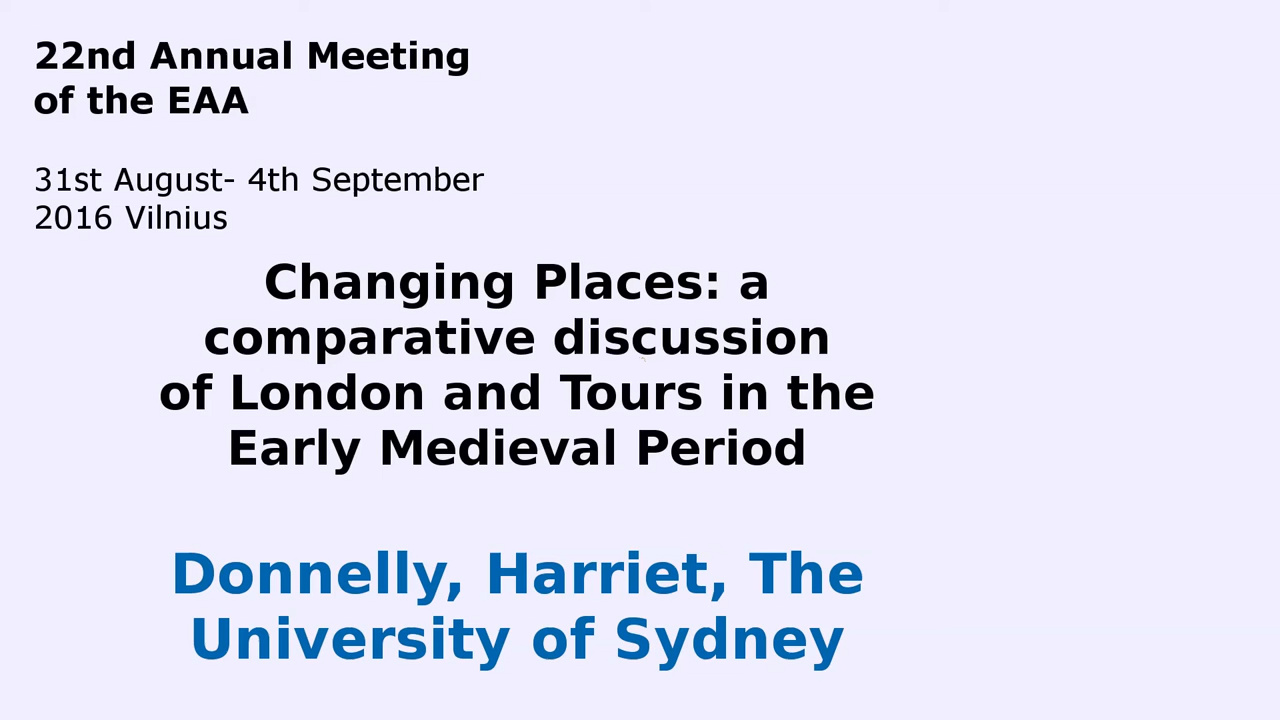 22nd Annual Meeting
of the EAA
31st August- 4th September
2016 Vilnius
Changing Places: a
comparative discussion
of London and Tours in the
Early Medieval Period
Donnelly, Harriet, The
University of Sydney